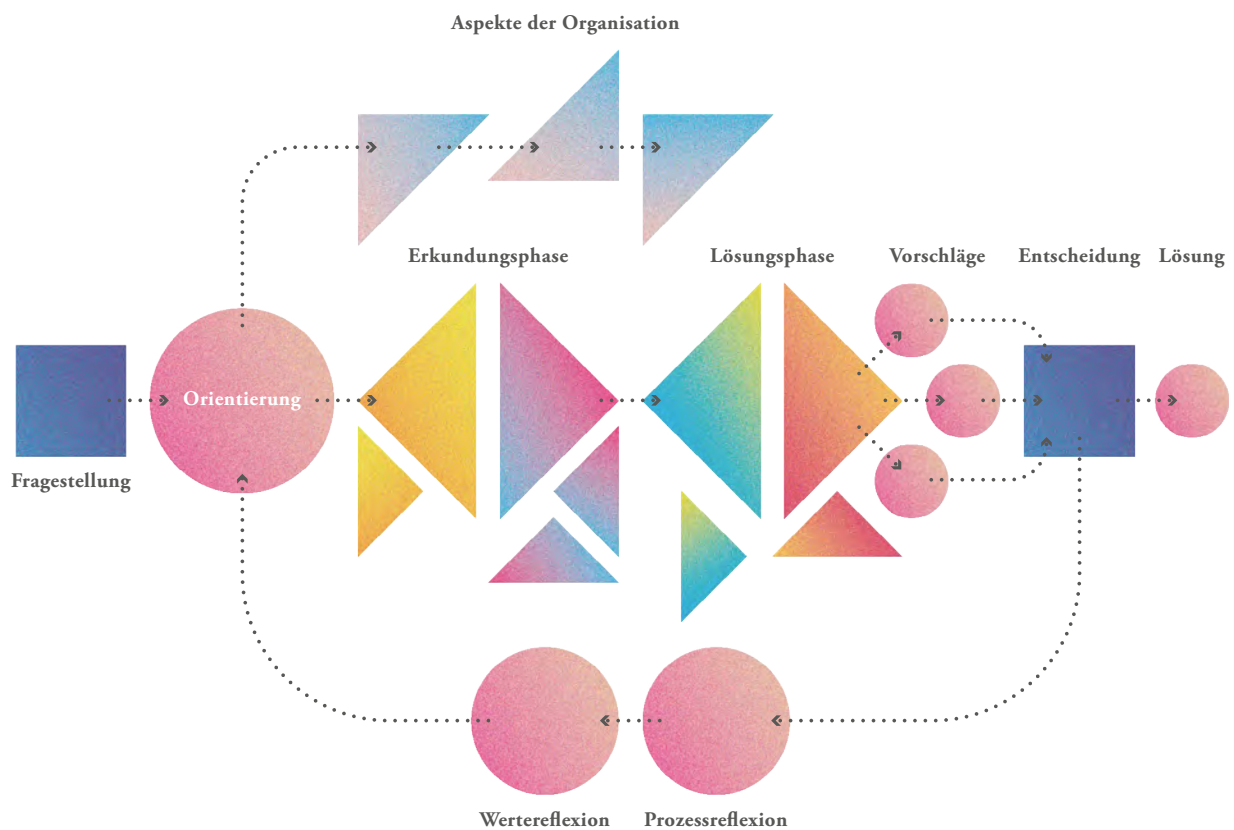 Aspekte der Organisation
Erkundungsphase
Lösungsphase
Vorschläge
Entscheidung
Lösung
Orientierung
Fragestellung
Wertereflexion
Prozessreflexion